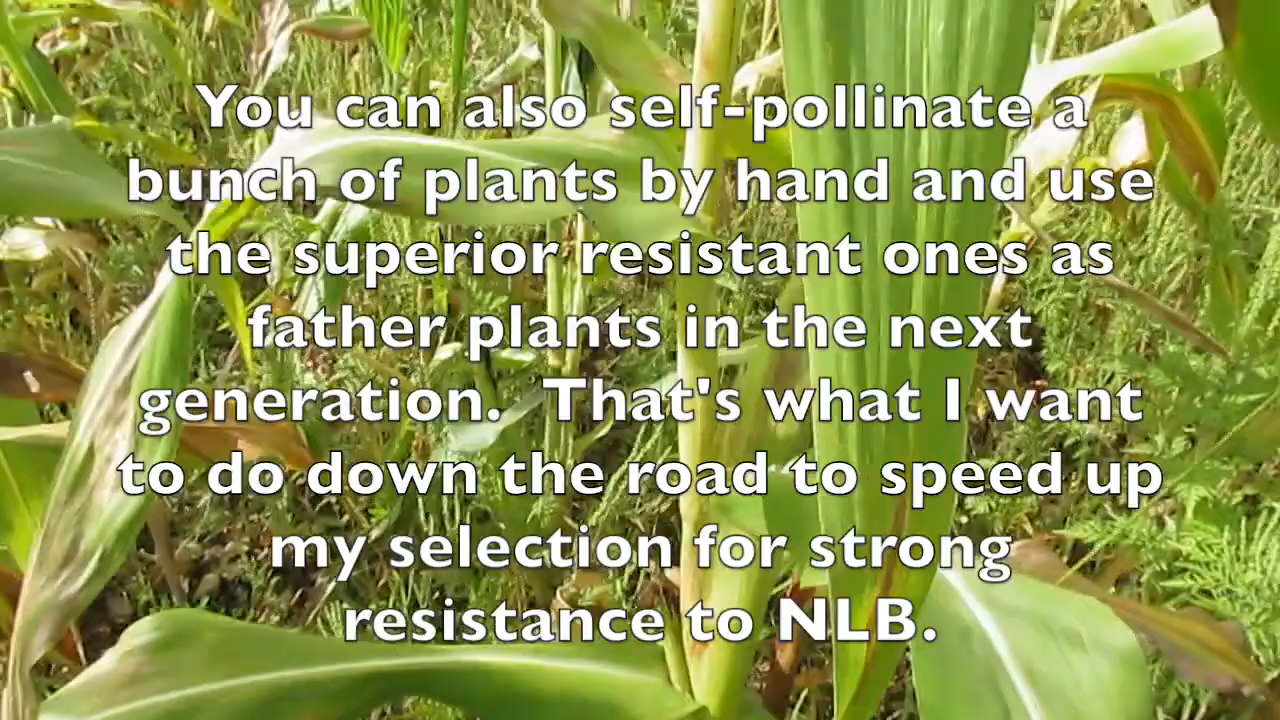 You can also self-pollinate a
bunch of plants by hand and use
the superior resistant ones as
father plants in the next
generation.  That's what I want
to do down the road to speed up
my selection for strong
resistance to NLB.